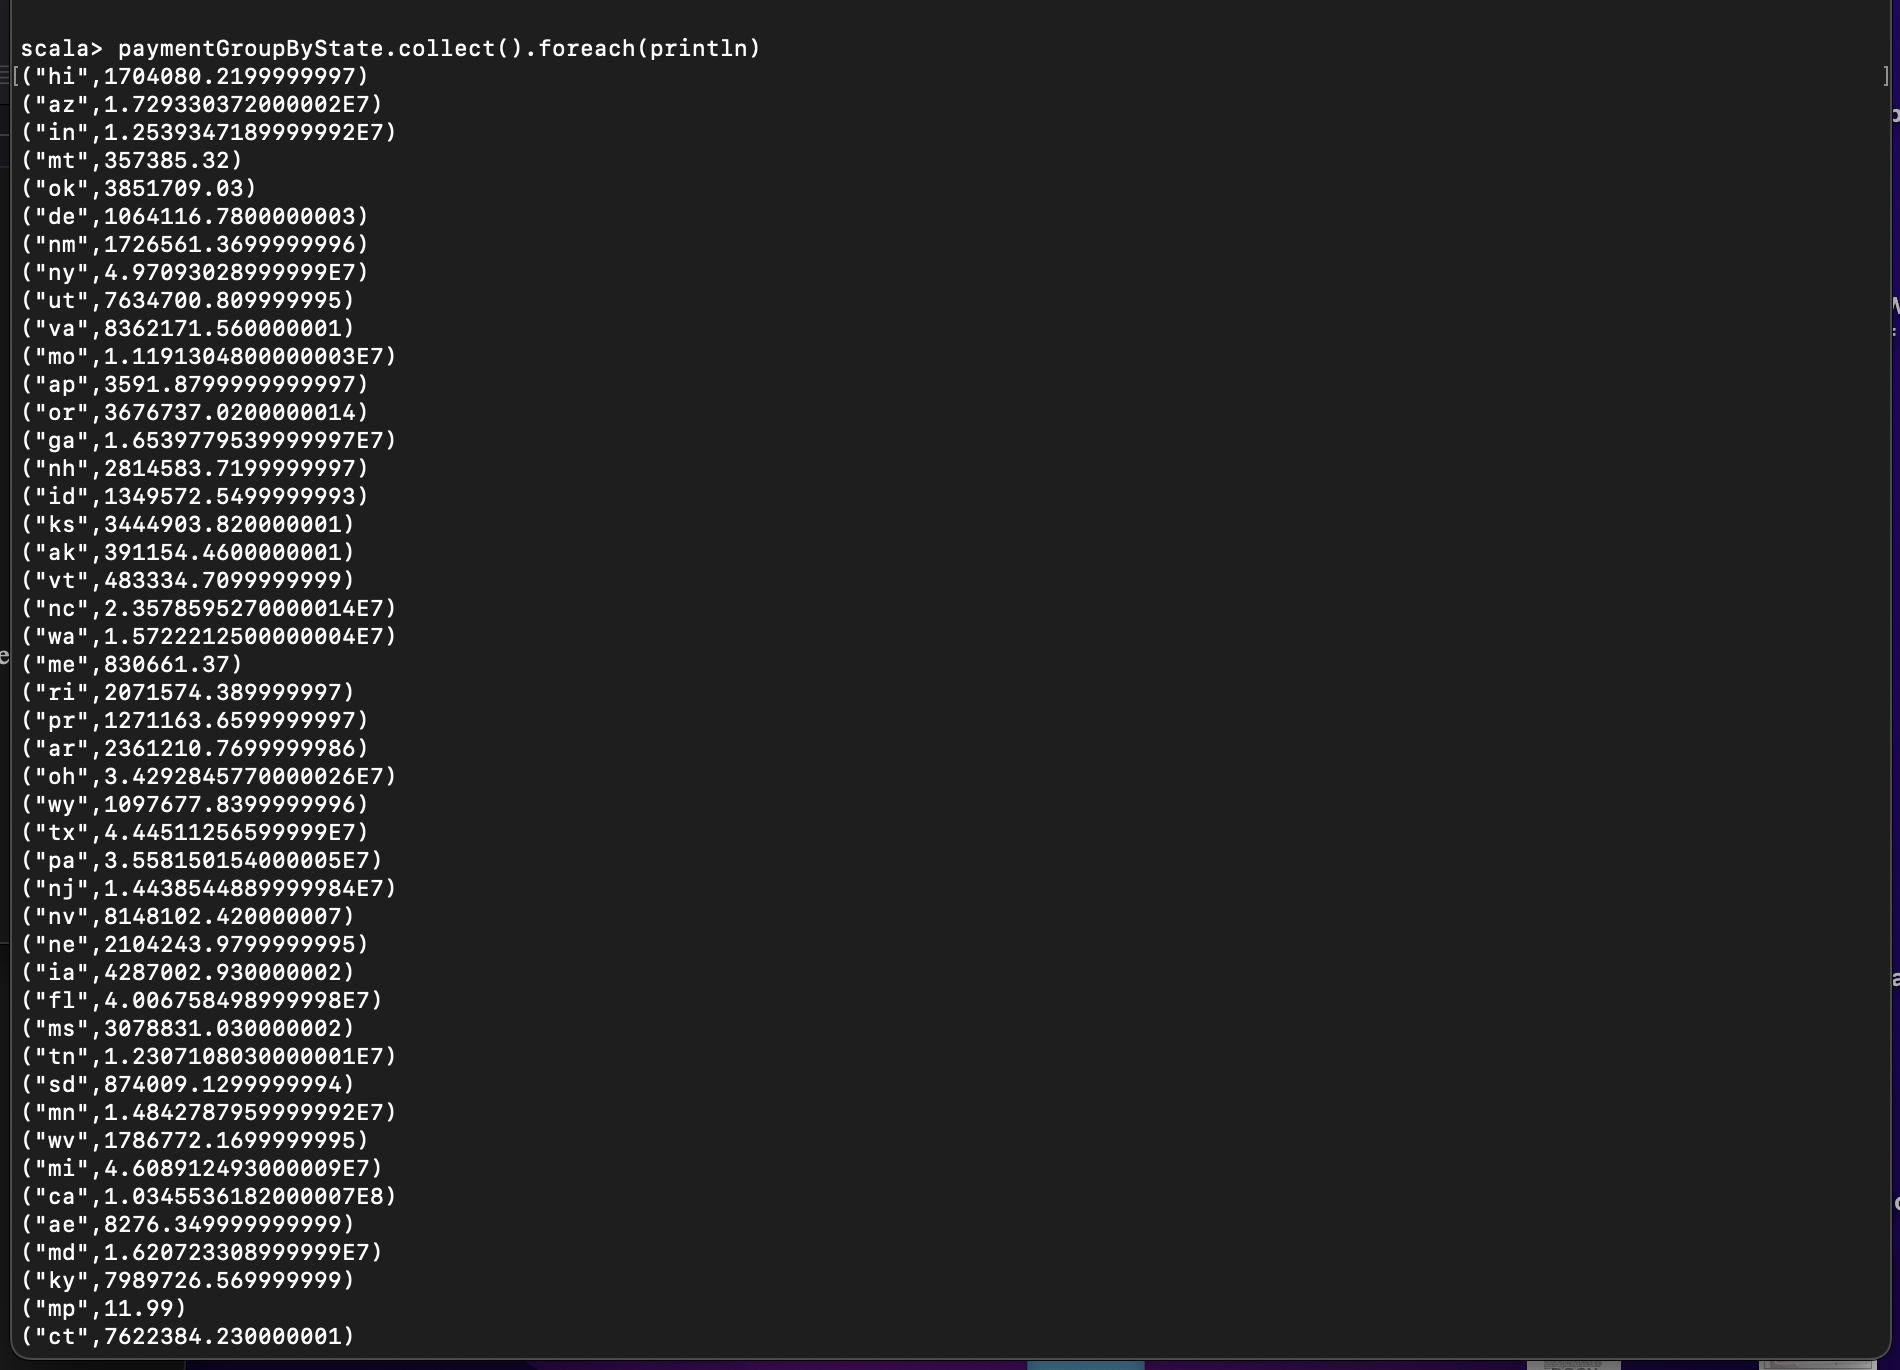 scala> paymentGroupByState.collect().foreach(println)
[("hi",1704080.2199999997) ]
("az",1.729330372000002E7)
("in",1.2539347189999992E7)
("mt",357385.32)
("ok",3851709.03)
("de",1064116.7800000003)
("nm",1726561.3699999996)
("ny",4.97093028999999E7)
("ut",7634700.809999995)
("va",8362171.560000001)
("mo",1.1191304800000003E7)
("ap",3591.8799999999997)
("or",3676737.0200000014)
("ga",1.6539779539999997E7)
("nh",2814583.7199999997)
("id",1349572.5499999993)
("ks",3444903.820000001)
("ak",391154.4600000001)
("vt",483334.7099999999)
("nc",2.3578595270000014E7)
("wa",1.5722212500000004E7)
("me",830661.37)
("ri",2071574.389999997)
("pr",1271163.6599999997)
("ar",2361210.7699999986)
("oh",3.4292845770000026E7)
("wy",1097677.8399999996)
("tx",4.44511256599999E7)
("pa",3.558150154000005E7)
("nj",1.4438544889999984E7)
("nv",8148102.420000007)
("ne",2104243.9799999995)
("ia",4287002.930000002)
("fl",4.006758498999998E7)
("ms",3078831.030000002)
("tn",1.2307108030000001E7)
("sd",874009.1299999994)
("mn",1.4842787959999992E7)
("wv",1786772.1699999995)
("mi",4.608912493000009E7)
("ca",1.0345536182000007E8)
("ae",8276.349999999999)
("md",1.620723308999999E7)
("ky",7989726.569999999)
("mp",11.99)
("ct",7622384.230000001)